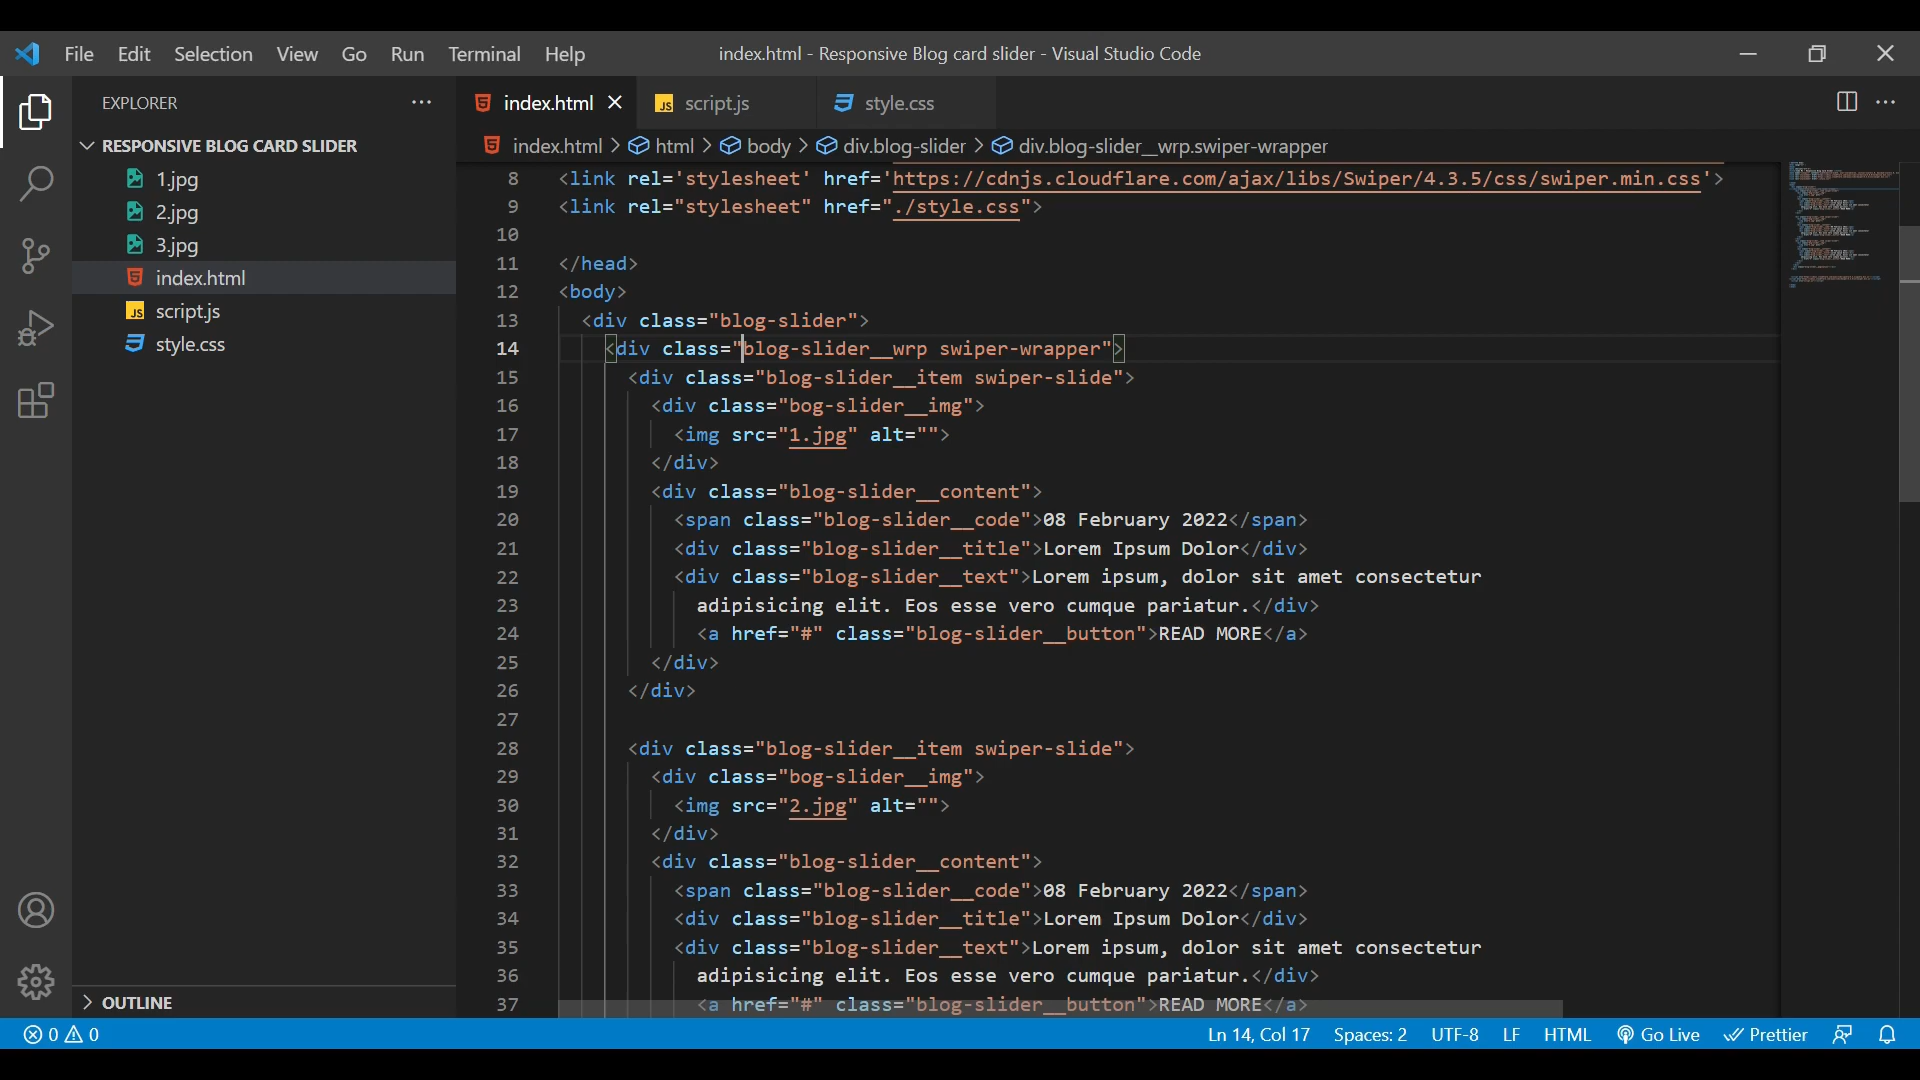 File Edit Selection View Go Run Terminal Help
index.html - Responsive Blog card slider - Visual Studio Code
EXPLORER
RESPONSIVE BLOG CARD SLIDER
1.jpg
2.jpg
3.jpg
index.html
JS script.js
style.css
OUTLINE
index.html
JS script.js
style.css
index.html > html > body > div.blog-slider > div.blog-slider__wrp.swiper-wrapper
8 <link rel='stylesheet' href='https://cdnjs.cloudflare.com/ajax/libs/Swiper/4.3.5/css/swiper.min.css'>
9 <link rel="stylesheet" href="./style.css">
10
11 </head>
12 <body>
13 <div class="blog-slider">
14 <div class="blog-slider__wrp swiper-wrapper">
15 <div class="blog-slider__item swiper-slide">
16 <div class="bog-slider__img">
17 <img src="1.jpg" alt="">
18 </div>
19 <div class="blog-slider__content">
20 <span class="blog-slider__code">08 February 2022</span>
21 <div class="blog-slider__title">Lorem Ipsum Dolor</div>
22 <div class="blog-slider__text">Lorem ipsum, dolor sit amet consectetur
23 adipisicing elit. Eos esse vero cumque pariatur.</div>
24 <a href="#" class="blog-slider__button">READ MORE</a>
25 </div>
26 </div>
27
28 <div class="blog-slider__item swiper-slide">
29 <div class="bog-slider__img">
30 <img src="2.jpg" alt="">
31 </div>
32 <div class="blog-slider__content">
33 <span class="blog-slider__code">08 February 2022</span>
34 <div class="blog-slider__title">Lorem Ipsum Dolor</div>
35 <div class="blog-slider__text">Lorem ipsum, dolor sit amet consectetur
36 adipisicing elit. Eos esse vero cumque pariatur.</div>
37 <a href="#" class="blog-slider__button">READ MORE</a>
0 0
Ln 14, Col 17 Spaces: 2 UTF-8 LF HTML Go Live Prettier